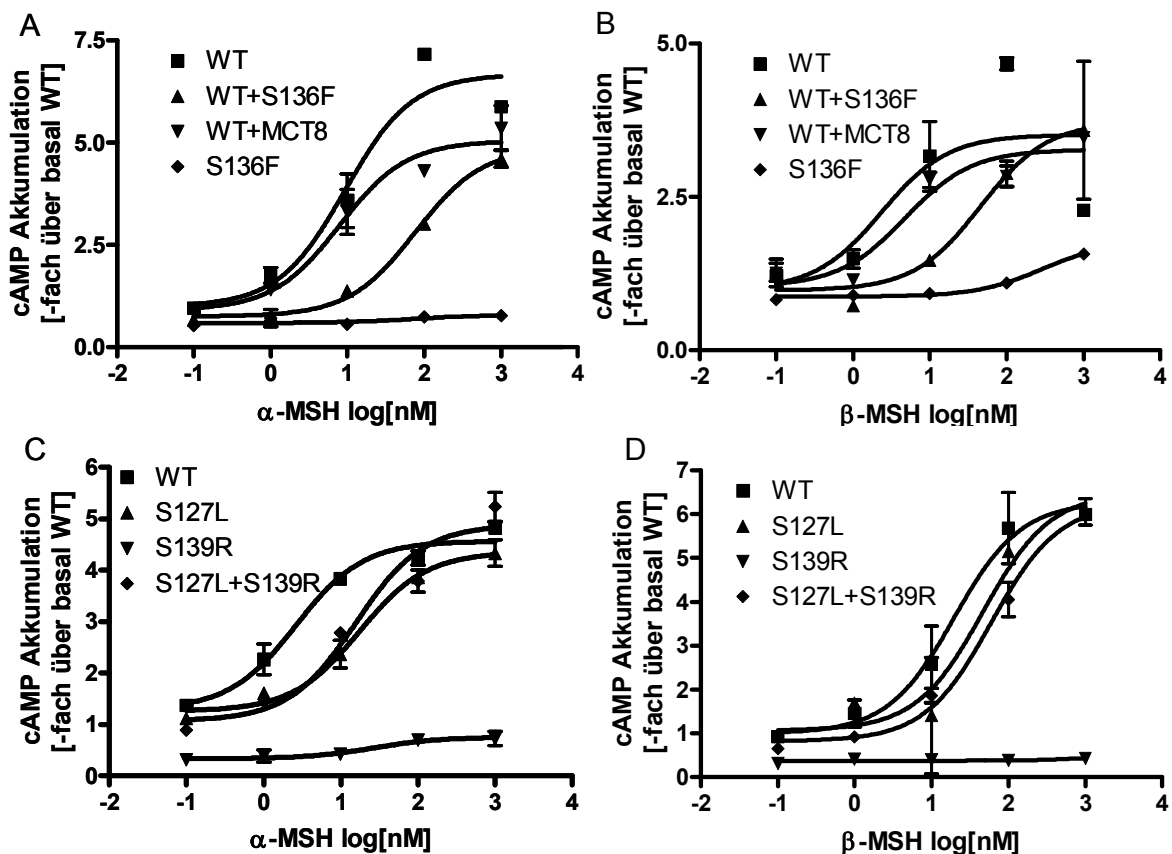 A
WT
WT+S136F
WT+MCT8
S136F
cAMP Akkumulation
[-fach über basal WT]
7.5
5.0
2.5
0.0
-2 -1 0 1 2 3 4
α-MSH log[nM]
B
WT
WT+S136F
WT+MCT8
S136F
cAMP Akkumulation
[-fach über basal WT]
5.0
2.5
0.0
-2 -1 0 1 2 3 4
β-MSH log[nM]
C
WT
S127L
S139R
S127L+S139R
cAMP Akkumulation
[-fach über basal WT]
6
5
4
3
2
1
0
-2 -1 0 1 2 3 4
α-MSH log[nM]
D
WT
S127L
S139R
S127L+S139R
cAMP Akkumulation
[-fach über basal WT]
7
6
5
4
3
2
1
0
-2 -1 0 1 2 3 4
β-MSH log[nM]